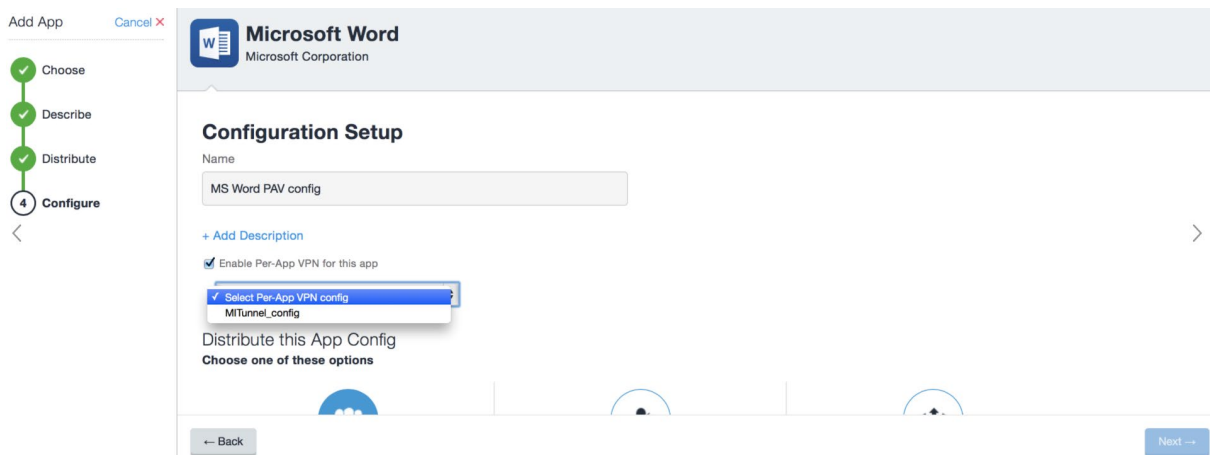 Add App
Cancel ✕
Choose
Describe
Distribute
4 Configure
W
Microsoft Word
Microsoft Corporation
Configuration Setup
Name
MS Word PAV config
+ Add Description
Enable Per-App VPN for this app
✓ Select Per-App VPN config
MITunnel_config
Distribute this App Config
Choose one of these options
← Back
Next →